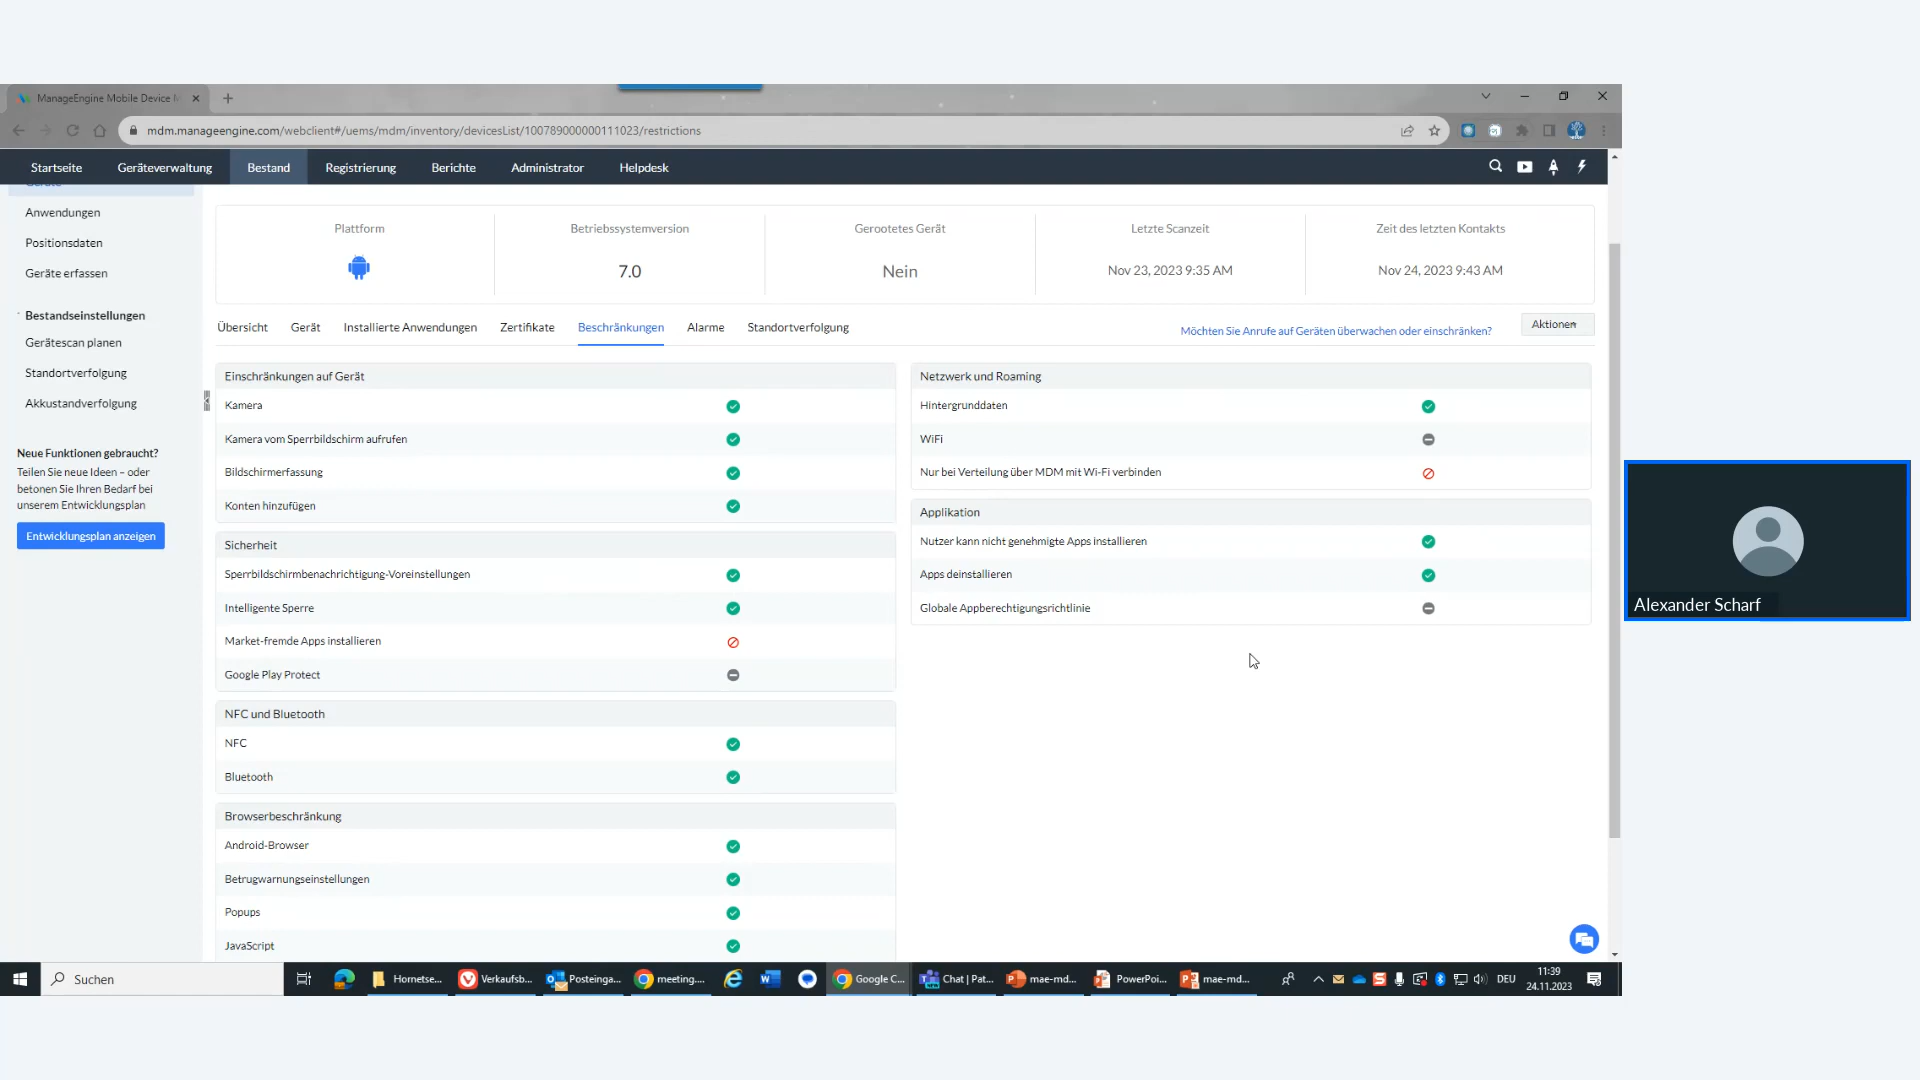 ManageEngine Mobile Device M
mdm.manageengine.com/webclient#/uems/mdm/inventory/devicesList/100789000000111023/restrictions
Startseite Geräteverwaltung Bestand Registrierung Berichte Administrator Helpdesk
Geräte
Anwendungen
Positionsdaten
Geräte erfassen
Bestandseinstellungen
Gerätescan planen
Standortverfolgung
Akkustandverfolgung
Neue Funktionen gebraucht?
Teilen Sie neue Ideen – oder
betonen Sie Ihren Bedarf bei
unserem Entwicklungsplan
Entwicklungsplan anzeigen
Plattform Betriebssystemversion Gerootetes Gerät Letzte Scanzeit Zeit des letzten Kontakts
7.0 Nein Nov 23, 2023 9:35 AM Nov 24, 2023 9:43 AM
Übersicht Gerät Installierte Anwendungen Zertifikate Beschränkungen Alarme Standortverfolgung
Möchten Sie Anrufe auf Geräten überwachen oder einschränken? Aktionen
Einschränkungen auf Gerät
Kamera
Kamera vom Sperrbildschirm aufrufen
Bildschirmerfassung
Konten hinzufügen
Sicherheit
Sperrbildschirmbenachrichtigung-Voreinstellungen
Intelligente Sperre
Market-fremde Apps installieren
Google Play Protect
NFC und Bluetooth
NFC
Bluetooth
Browserbeschränkung
Android-Browser
Betrugwarnungseinstellungen
Popups
JavaScript
Netzwerk und Roaming
Hintergrunddaten
WiFi
Nur bei Verteilung über MDM mit Wi-Fi verbinden
Applikation
Nutzer kann nicht genehmigte Apps installieren
Apps deinstallieren
Globale Appberechtigungsrichtlinie
Alexander Scharf
Suchen Hornetse... Verkaufsb... Posteinga... meeting.... Google C... Chat | Pat... mae-md... PowerPoi... mae-md... DEU 11:39
24.11.2023